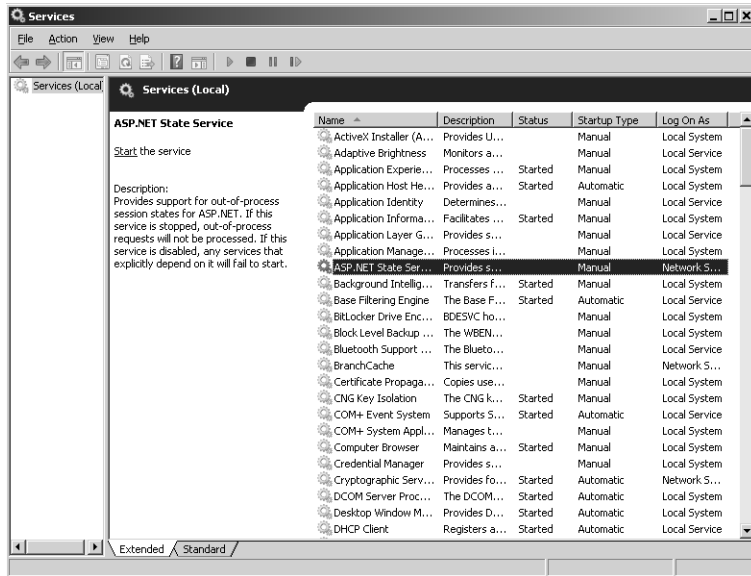 Services
File Action View Help
Services (Local
Services (Local)
ASP.NET State Service
Start the service
Description:
Provides support for out-of-process
session states for ASP.NET. If this
service is stopped, out-of-process
requests will not be processed. If this
service is disabled, any services that
explicitly depend on it will fail to start.
Name Description Status Startup Type Log On As
ActiveX Installer (A... Provides U... Manual Local System
Adaptive Brightness Monitors a... Manual Local Service
Application Experie... Processes ... Started Manual Local System
Application Host He... Provides a... Started Automatic Local System
Application Identity Determines... Manual Local Service
Application Informa... Facilitates ... Started Manual Local System
Application Layer G... Provides s... Manual Local Service
Application Manage... Processes i... Manual Local System
ASP.NET State Ser... Provides s... Manual Network S...
Background Intellig... Transfers f... Started Manual Local System
Base Filtering Engine The Base F... Started Automatic Local Service
BitLocker Drive Enc... BDESVC ho... Manual Local System
Block Level Backup ... The WBEN... Manual Local System
Bluetooth Support ... The Blueto... Manual Local Service
BranchCache This servic... Manual Network S...
Certificate Propaga... Copies use... Manual Local System
CNG Key Isolation The CNG k... Started Manual Local System
COM+ Event System Supports S... Started Automatic Local Service
COM+ System Appl... Manages t... Manual Local System
Computer Browser Maintains a... Started Manual Local System
Credential Manager Provides s... Manual Local System
Cryptographic Serv... Provides fo... Started Automatic Network S...
DCOM Server Proc... The DCOM... Started Automatic Local System
Desktop Window M... Provides D... Started Automatic Local System
DHCP Client Registers a... Started Automatic Local Service
Extended Standard